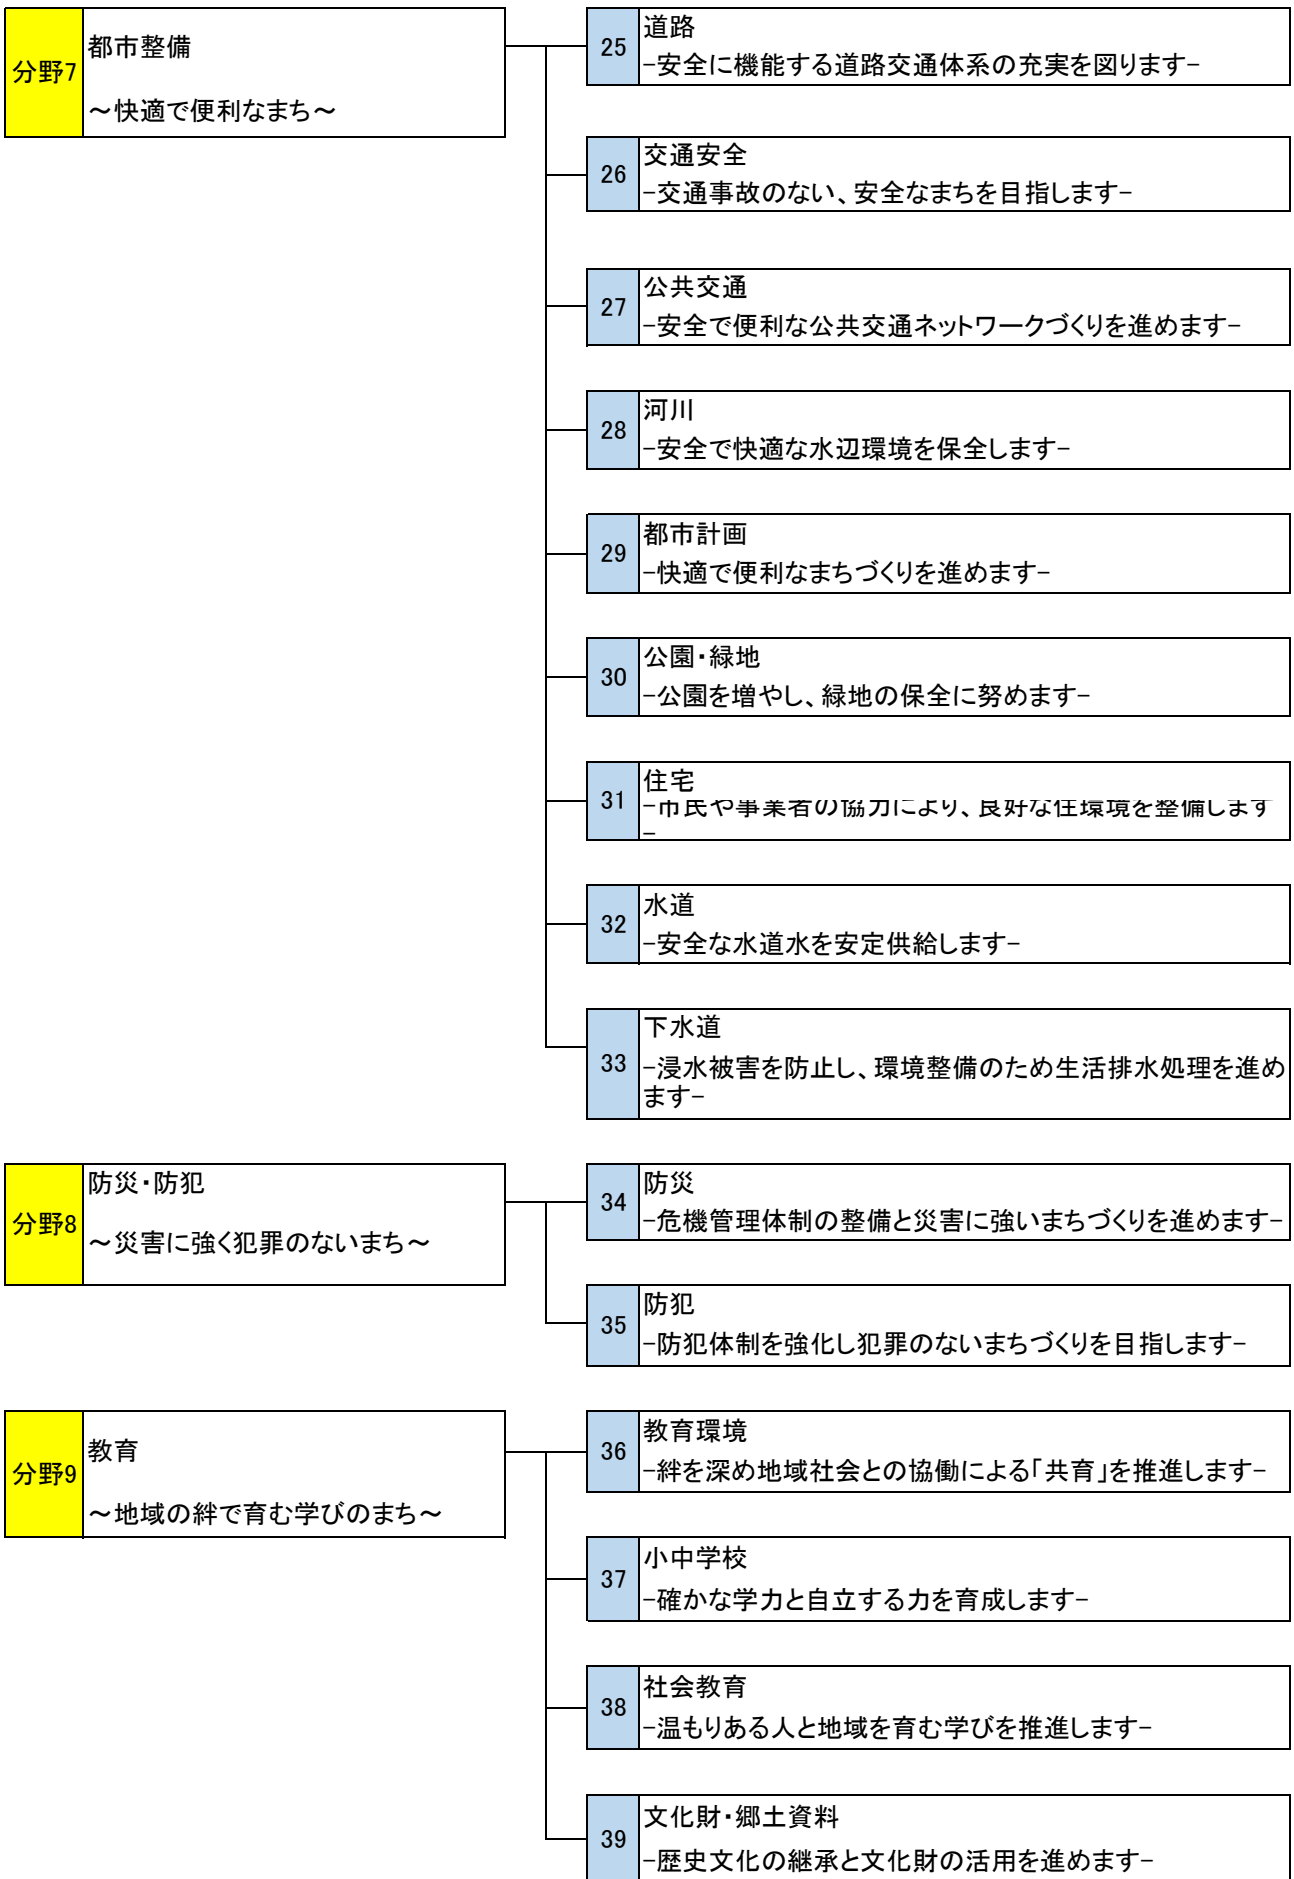 分野7
都市整備
～快適で便利なまち～
25
道路
-安全に機能する道路交通体系の充実を図ります-
26
交通安全
-交通事故のない、安全なまちを目指します-
27
公共交通
-安全で便利な公共交通ネットワークづくりを進めます-
28
河川
-安全で快適な水辺環境を保全します-
29
都市計画
-快適で便利なまちづくりを進めます-
30
公園・緑地
-公園を増やし、緑地の保全に努めます-
31
住宅
-市民や事業者の協力により、良好な住環境を整備します
-
32
水道
-安全な水道水を安定供給します-
33
下水道
-浸水被害を防止し、環境整備のため生活排水処理を進め
ます-
分野8
防災・防犯
～災害に強く犯罪のないまち～
34
防災
-危機管理体制の整備と災害に強いまちづくりを進めます-
35
防犯
-防犯体制を強化し犯罪のないまちづくりを目指します-
分野9
教育
～地域の絆で育む学びのまち～
36
教育環境
-絆を深め地域社会との協働による「共育」を推進します-
37
小中学校
-確かな学力と自立する力を育成します-
38
社会教育
-温もりある人と地域を育む学びを推進します-
39
文化財・郷土資料
-歴史文化の継承と文化財の活用を進めます-